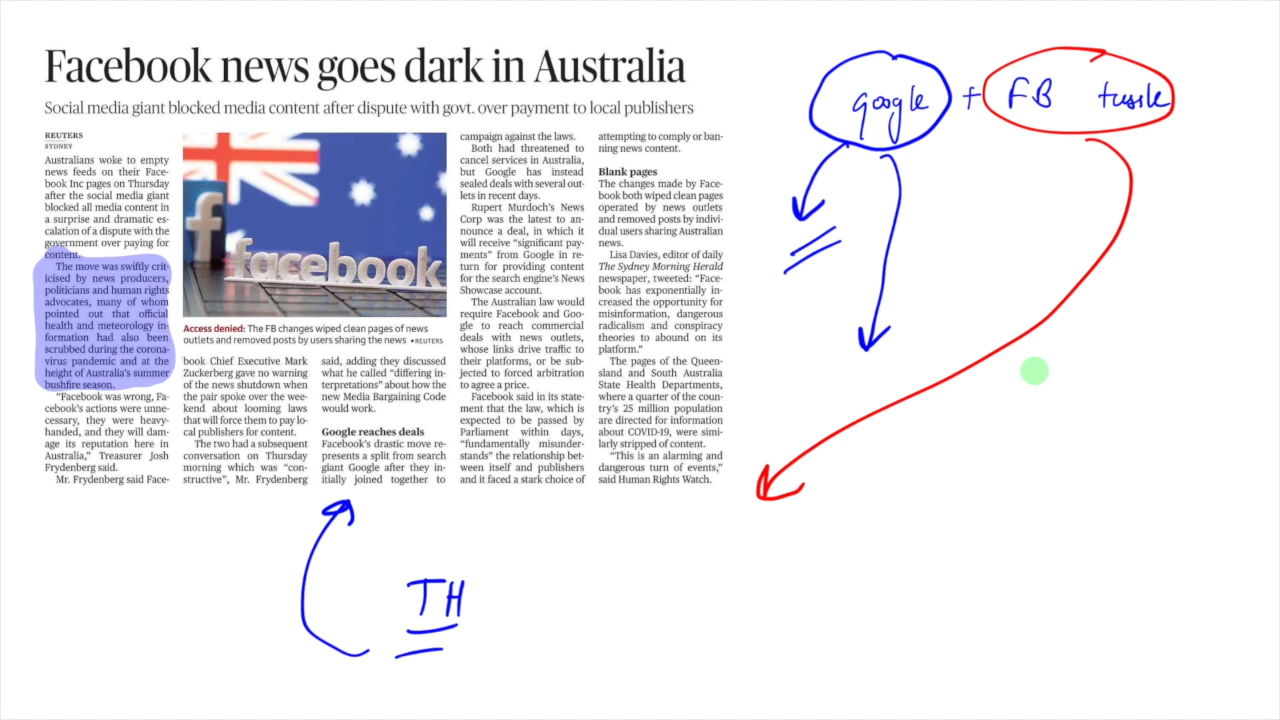 Facebook news goes dark in Australia
Social media giant blocked media content after dispute with govt. over payment to local publishers
REUTERS
SYDNEY
Australians woke to empty
news feeds on their Face-
book Inc pages on Thursday
after the social media giant
blocked all media content in
a surprise and dramatic es-
calation of a dispute with the
government over paying for
content.
The move was swiftly crit-
icised by news producers,
politicians and human rights
advocates, many of whom
pointed out that official
health and meteorology in-
formation had also been
scrubbed during the corona-
virus pandemic and at the
height of Australia's summer
bushfire season.
“Facebook was wrong, Fa-
cebook's actions were unne-
cessary, they were heavy-
handed, and they will dam-
age its reputation here in
Australia,” Treasurer Josh
Frydenberg said.
Mr. Frydenberg said Face-
facebook
Access denied: The FB changes wiped clean pages of news
outlets and removed posts by users sharing the news •REUTERS
book Chief Executive Mark
Zuckerberg gave no warning
of the news shutdown when
the pair spoke over the week-
end about looming laws
that will force them to pay lo-
cal publishers for content.
The two had a subsequent
conversation on Thursday
morning which was “con-
structive”, Mr. Frydenberg
said, adding they discussed
what he called “differing in-
terpretations” about how the
new Media Bargaining Code
would work.
Google reaches deals
Facebook's drastic move re-
presents a split from search
giant Google after they in-
itially joined together to
campaign against the laws.
Both had threatened to
cancel services in Australia,
but Google has instead
sealed deals with several out-
lets in recent days.
Rupert Murdoch's News
Corp was the latest to an-
nounce a deal, in which it
will receive “significant pay-
ments” from Google in re-
turn for providing content
for the search engine's News
Showcase account.
The Australian law would
require Facebook and Goo-
gle to reach commercial
deals with news outlets,
whose links drive traffic to
their platforms, or be sub-
jected to forced arbitration
to agree a price.
Facebook said in its state-
ment that the law, which is
expected to be passed by
Parliament within days,
“fundamentally misunder-
stands” the relationship bet-
ween itself and publishers
and it faced a stark choice of
attempting to comply or ban-
ning news content.
Blank pages
The changes made by Face-
book both wiped clean pages
operated by news outlets
and removed posts by indivi-
dual users sharing Australian
news.
Lisa Davies, editor of daily
The Sydney Morning Herald
newspaper, tweeted: “Face-
book has exponentially in-
creased the opportunity for
misinformation, dangerous
radicalism and conspiracy
theories to abound on its
platform.”
The pages of the Queen-
sland and South Australia
State Health Departments,
where a quarter of the coun-
try's 25 million population
are directed for information
about COVID-19, were simi-
larly stripped of content.
“This is an alarming and
dangerous turn of events,”
said Human Rights Watch.
google + FB tussle
TH